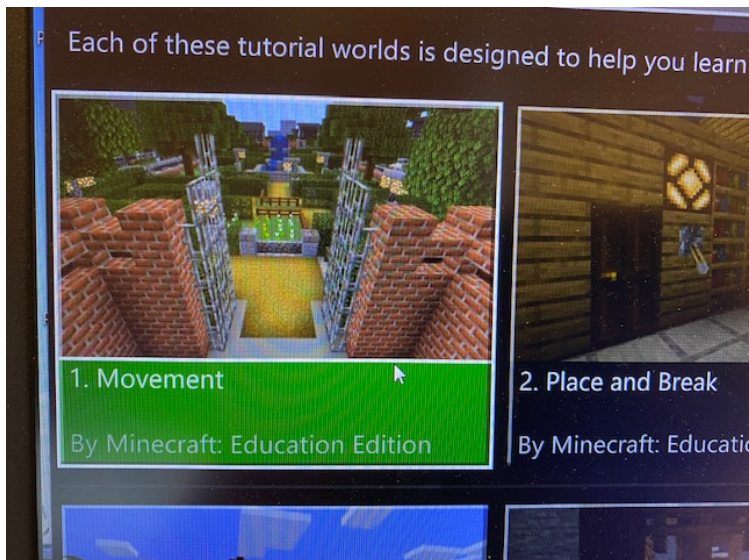 Each of these tutorial worlds is designed to help you learn
1. Movement
By Minecraft: Education Edition
2. Place and Break
By Minecraft: Educatio